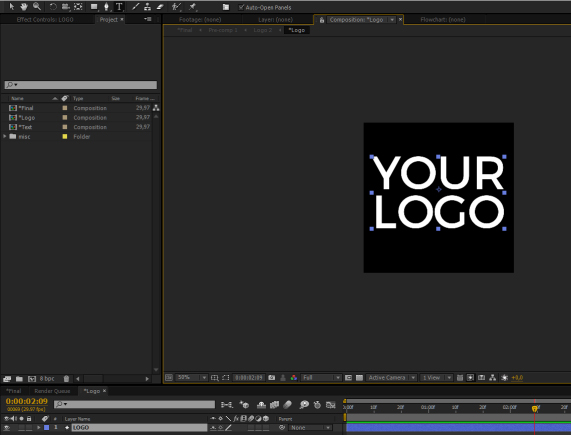 Auto-Open Panels
Effect Controls: LOGO
Project
Footage: (none)
Layer: (none)
Composition: *Logo
Flowchart: (none)
*Final
Pre-comp 1
Logo 2
*Logo
Name
Type
Size
Frame ...
*Final
Composition
29,97
*Logo
Composition
29,97
*Test
Composition
29,97
misc
Folder
YOUR
LOGO
8 bpc
50%
0:00:02:09
Full
Active Camera
1 View
+0,0
*Final
Render Queue
*Logo
0:00:02:09
00069 (29.97 fps)
# Layer Name
Parent
:00f
10f
20f
01:00f
10f
20f
02:00f
10f
20f
1
LOGO
None